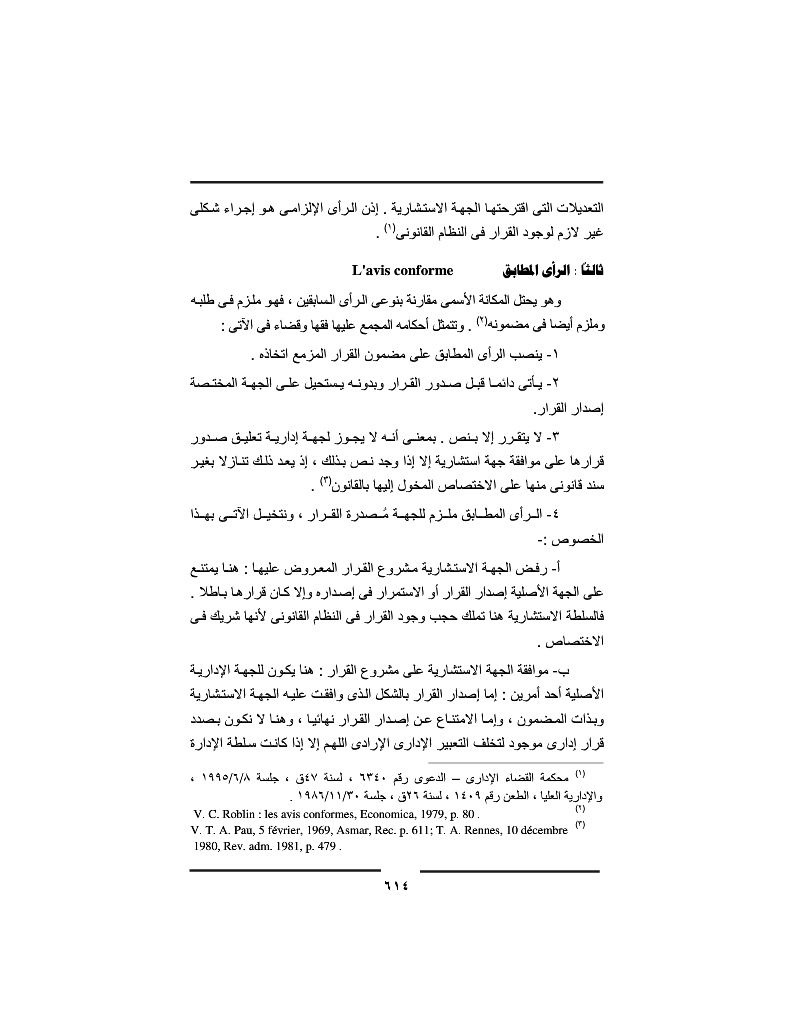 التعديلات التى اقترحتها الجهة الاستشارية . إذن الرأى الإلزامى هو إجراء شكلى
غير لازم لوجود القرار فى النظام القانونى(١) .
ثالثًا : الرأى المطابق L'avis conforme
وهو يحتل المكانة الأسمى مقارنة بنوعى الرأى السابقين ، فهو ملزم فى طلبه
وملزم أيضا فى مضمونه(٢) . وتتمثل أحكامه المجمع عليها فقها وقضاء فى الآتى :
١- ينصب الرأى المطابق على مضمون القرار المزمع اتخاذه .
٢- يأتى دائما قبل صدور القرار وبدونه يستحيل على الجهة المختصة
إصدار القرار.
٣- لا يتقرر إلا بنص . بمعنى أنه لا يجوز لجهة إدارية تعليق صدور
قرارها على موافقة جهة استشارية إلا إذا وجد نص بذلك ، إذ يعد ذلك تنازلا بغير
سند قانونى منها على الاختصاص المخول إليها بالقانون(٣) .
٤- الرأى المطابق ملزم للجهة مُصدرة القرار ، ونتخيل الآتى بهذا
الخصوص :-
أ- رفض الجهة الاستشارية مشروع القرار المعروض عليها : هنا يمتنع
على الجهة الأصلية إصدار القرار أو الاستمرار فى إصداره وإلا كان قرارها باطلا .
فالسلطة الاستشارية هنا تملك حجب وجود القرار فى النظام القانونى لأنها شريك فى
الاختصاص .
ب- موافقة الجهة الاستشارية على مشروع القرار : هنا يكون للجهة الإدارية
الأصلية أحد أمرين : إما إصدار القرار بالشكل الذى وافقت عليه الجهة الاستشارية
وبذات المضمون ، وإما الامتناع عن إصدار القرار نهائيا ، وهنا لا نكون بصدد
قرار إدارى موجود لتخلف التعبير الإدارى الإرادى اللهم إلا إذا كانت سلطة الإدارة
(١) محكمة القضاء الإدارى – الدعوى رقم ٦٣٤٠ ، لسنة ٤٧ق ، جلسة ١٩٩٥/٦/٨ ،
والإدارية العليا ، الطعن رقم ١٤٠٩ ، لسنة ٢٦ق ، جلسة ١٩٨٦/١١/٣٠ .
(٢) V. C. Roblin : les avis conformes, Economica, 1979, p. 80 .
(٣) V. T. A. Pau, 5 février, 1969, Asmar, Rec. p. 611; T. A. Rennes, 10 décembre
1980, Rev. adm. 1981, p. 479 .
٦١٤